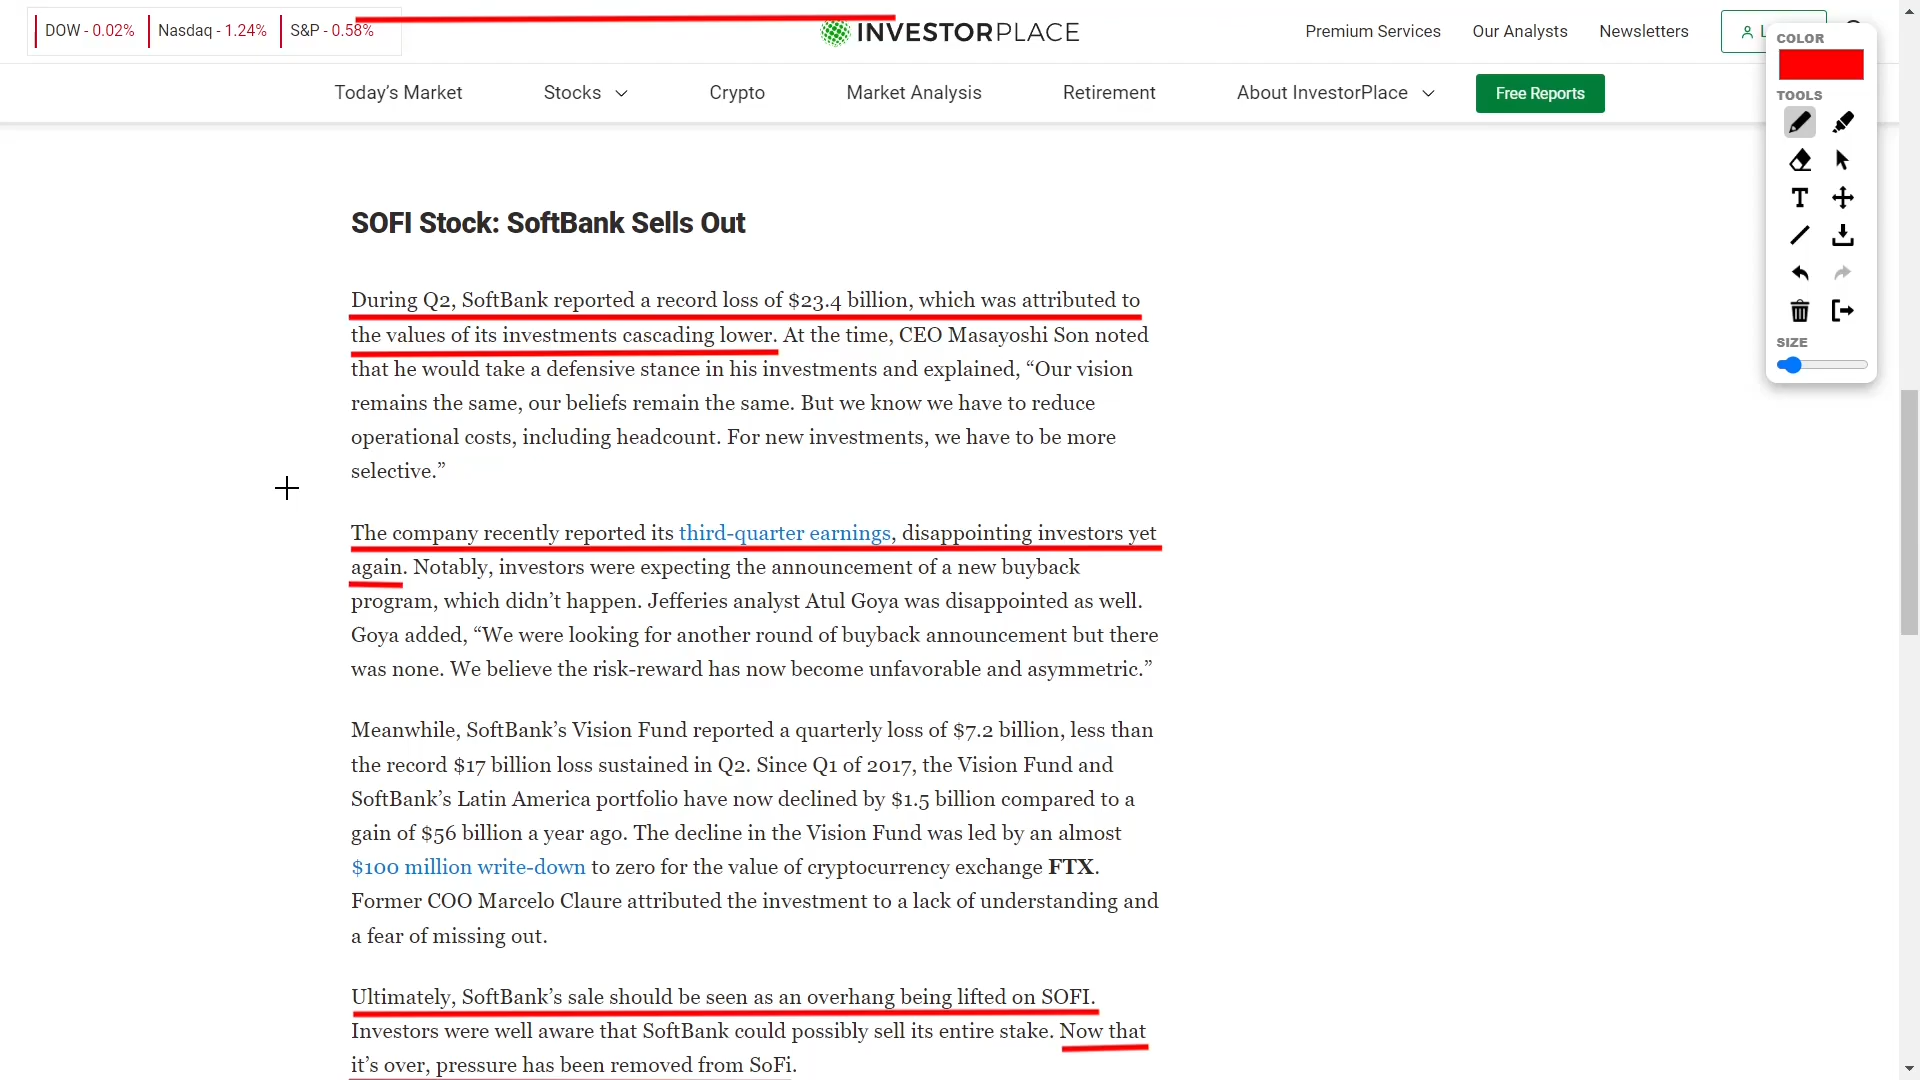 DOW - 0.02% Nasdaq - 1.24% S&P - 0.58%
INVESTORPLACE
Premium Services Our Analysts Newsletters
COLOR
Today's Market Stocks Crypto Market Analysis Retirement About InvestorPlace Free Reports
TOOLS
SIZE
SOFI Stock: SoftBank Sells Out
During Q2, SoftBank reported a record loss of $23.4 billion, which was attributed to
the values of its investments cascading lower. At the time, CEO Masayoshi Son noted
that he would take a defensive stance in his investments and explained, “Our vision
remains the same, our beliefs remain the same. But we know we have to reduce
operational costs, including headcount. For new investments, we have to be more
selective.”
The company recently reported its third-quarter earnings, disappointing investors yet
again. Notably, investors were expecting the announcement of a new buyback
program, which didn’t happen. Jefferies analyst Atul Goya was disappointed as well.
Goya added, “We were looking for another round of buyback announcement but there
was none. We believe the risk-reward has now become unfavorable and asymmetric.”
Meanwhile, SoftBank’s Vision Fund reported a quarterly loss of $7.2 billion, less than
the record $17 billion loss sustained in Q2. Since Q1 of 2017, the Vision Fund and
SoftBank’s Latin America portfolio have now declined by $1.5 billion compared to a
gain of $56 billion a year ago. The decline in the Vision Fund was led by an almost
$100 million write-down to zero for the value of cryptocurrency exchange FTX.
Former COO Marcelo Claure attributed the investment to a lack of understanding and
a fear of missing out.
Ultimately, SoftBank’s sale should be seen as an overhang being lifted on SOFI.
Investors were well aware that SoftBank could possibly sell its entire stake. Now that
it’s over, pressure has been removed from SoFi.